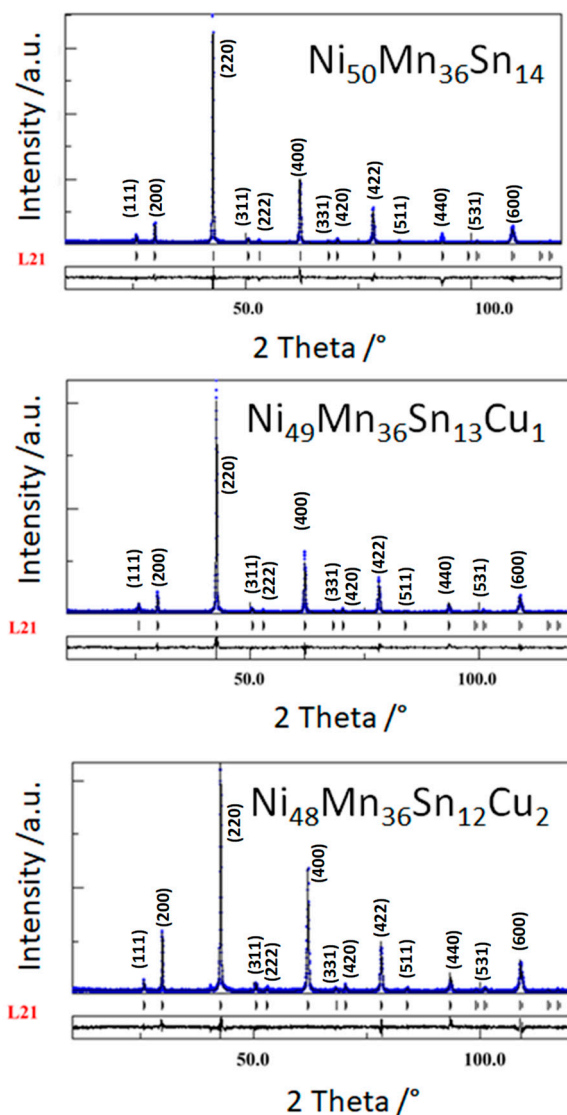 Intensity /a.u.
Ni50Mn36Sn14
(111) (200) (220) (311) (222) (400) (331) (420) (422) (511) (440) (531) (600)
L21
50.0 100.0
2 Theta /°
Intensity /a.u.
Ni49Mn36Sn13Cu1
(111) (200) (220) (311) (222) (400) (331) (420) (422) (511) (440) (531) (600)
L21
50.0 100.0
2 Theta /°
Intensity /a.u.
Ni48Mn36Sn12Cu2
(111) (200) (220) (311) (222) (400) (331) (420) (422) (511) (440) (531) (600)
L21
50.0 100.0
2 Theta /°